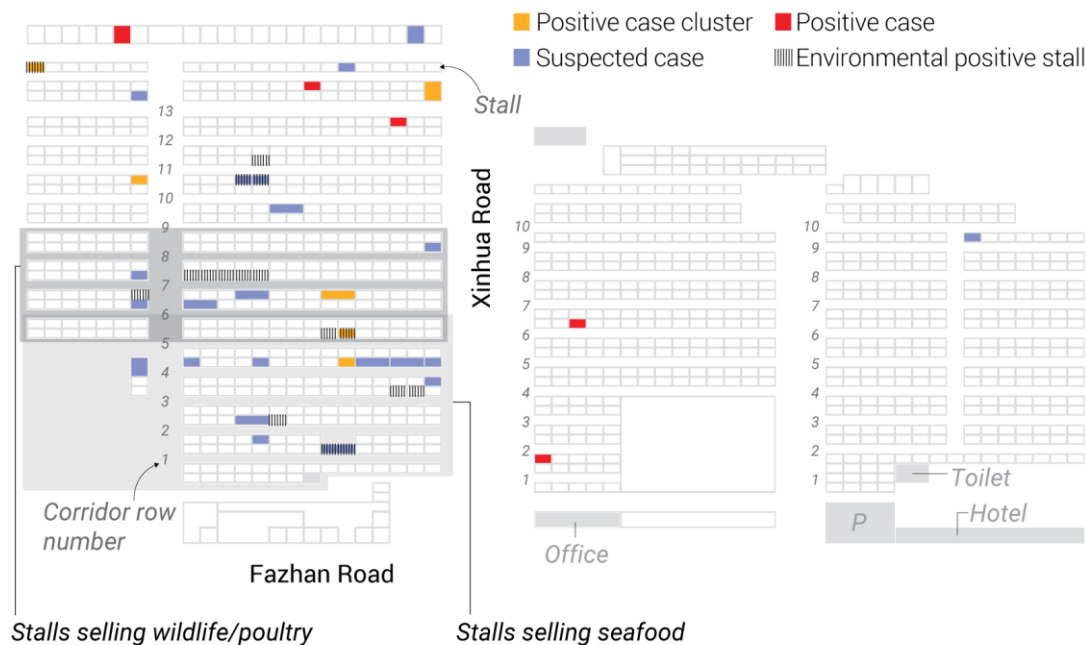 Positive case cluster
Positive case
Suspected case
Environmental positive stall
Stall
13
12
11
10
9
8
7
6
5
4
3
2
1
Corridor row
number
Xinhua Road
10
9
8
7
6
5
4
3
2
1
10
9
8
7
6
5
4
3
2
1
Toilet
P
Hotel
Office
Fazhan Road
Stalls selling wildlife/poultry
Stalls selling seafood